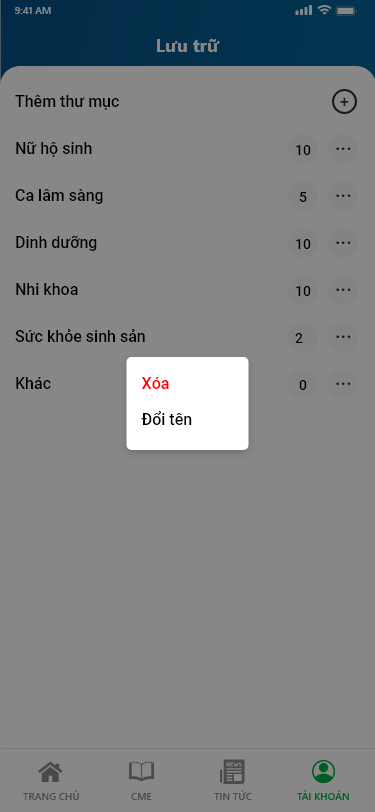 9:41 AM
Lưu trữ
Thêm thư mục
Nữ hộ sinh 10
Ca lâm sàng 5
Dinh dưỡng 10
Nhi khoa 10
Sức khỏe sinh sản 2
Khác 0
Xóa
Đổi tên
NEWS
TRANG CHỦ CME TIN TỨC TÀI KHOẢN